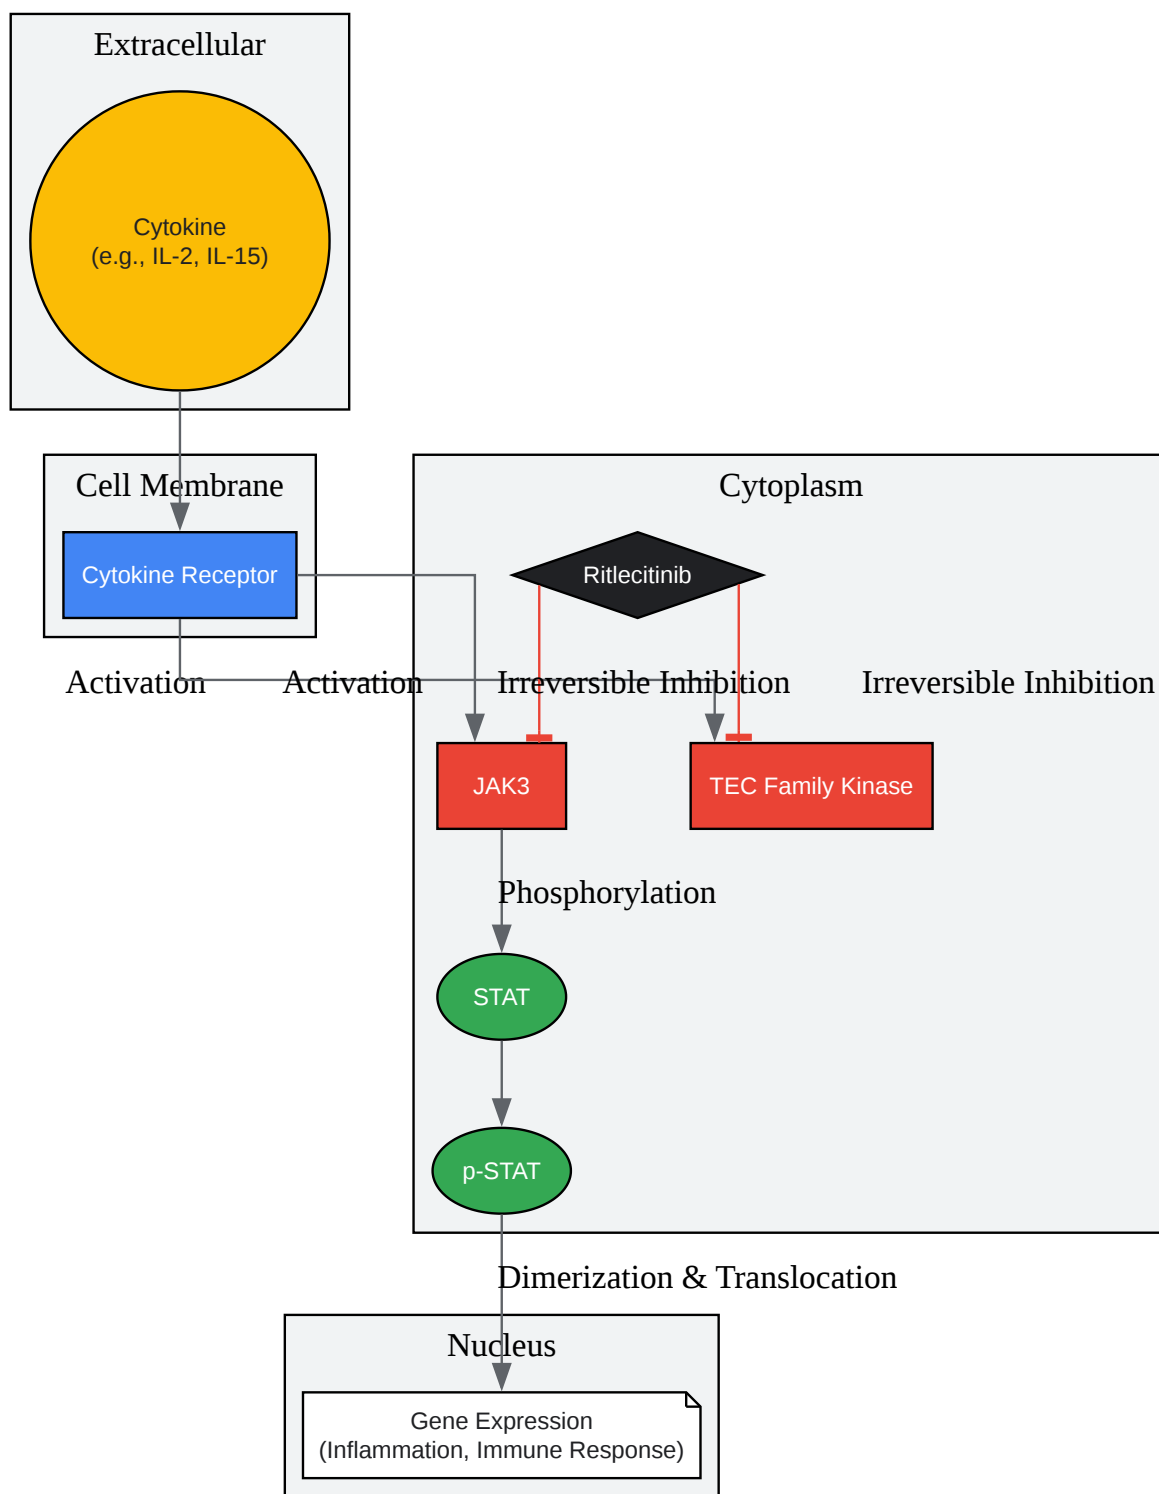 Extracellular
Cytokine
(e.g., IL-2, IL-15)
Cell Membrane
Cytoplasm
Cytokine Receptor
Ritlecitinib
Activation
Activation
Irreversible Inhibition
Irreversible Inhibition
JAK3
TEC Family Kinase
Phosphorylation
STAT
p-STAT
Dimerization & Translocation
Nucleus
Gene Expression
(Inflammation, Immune Response)